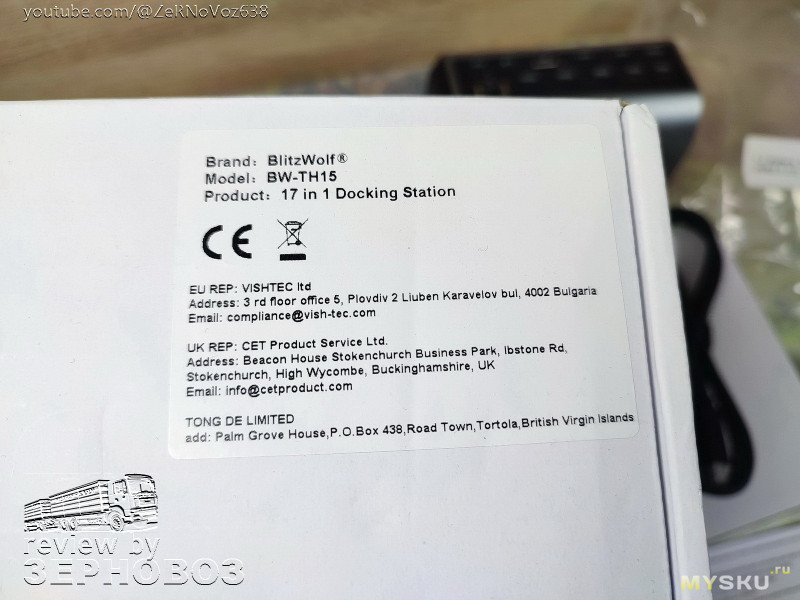 youtube.com/@ZeRNoVoz638
Brand: BlitzWolf®
Model: BW-TH15
Product: 17 in 1 Docking Station
CE
EU REP: VISHTEC ltd
Address: 3 rd floor office 5, Plovdiv 2 Liuben Karavelov bul, 4002 Bulgaria
Email: compliance@vish-tec.com
UK REP: CET Product Service Ltd.
Address: Beacon House Stokenchurch Business Park, Ibstone Rd,
Stokenchurch, High Wycombe, Buckinghamshire, UK
Email: info@cetproduct.com
TONG DE LIMITED
add: Palm Grove House,P.O.Box 438,Road Town,Tortola,British Virgin Islands
review by
ЗЕРНОВОЗ
MYSKU.ru